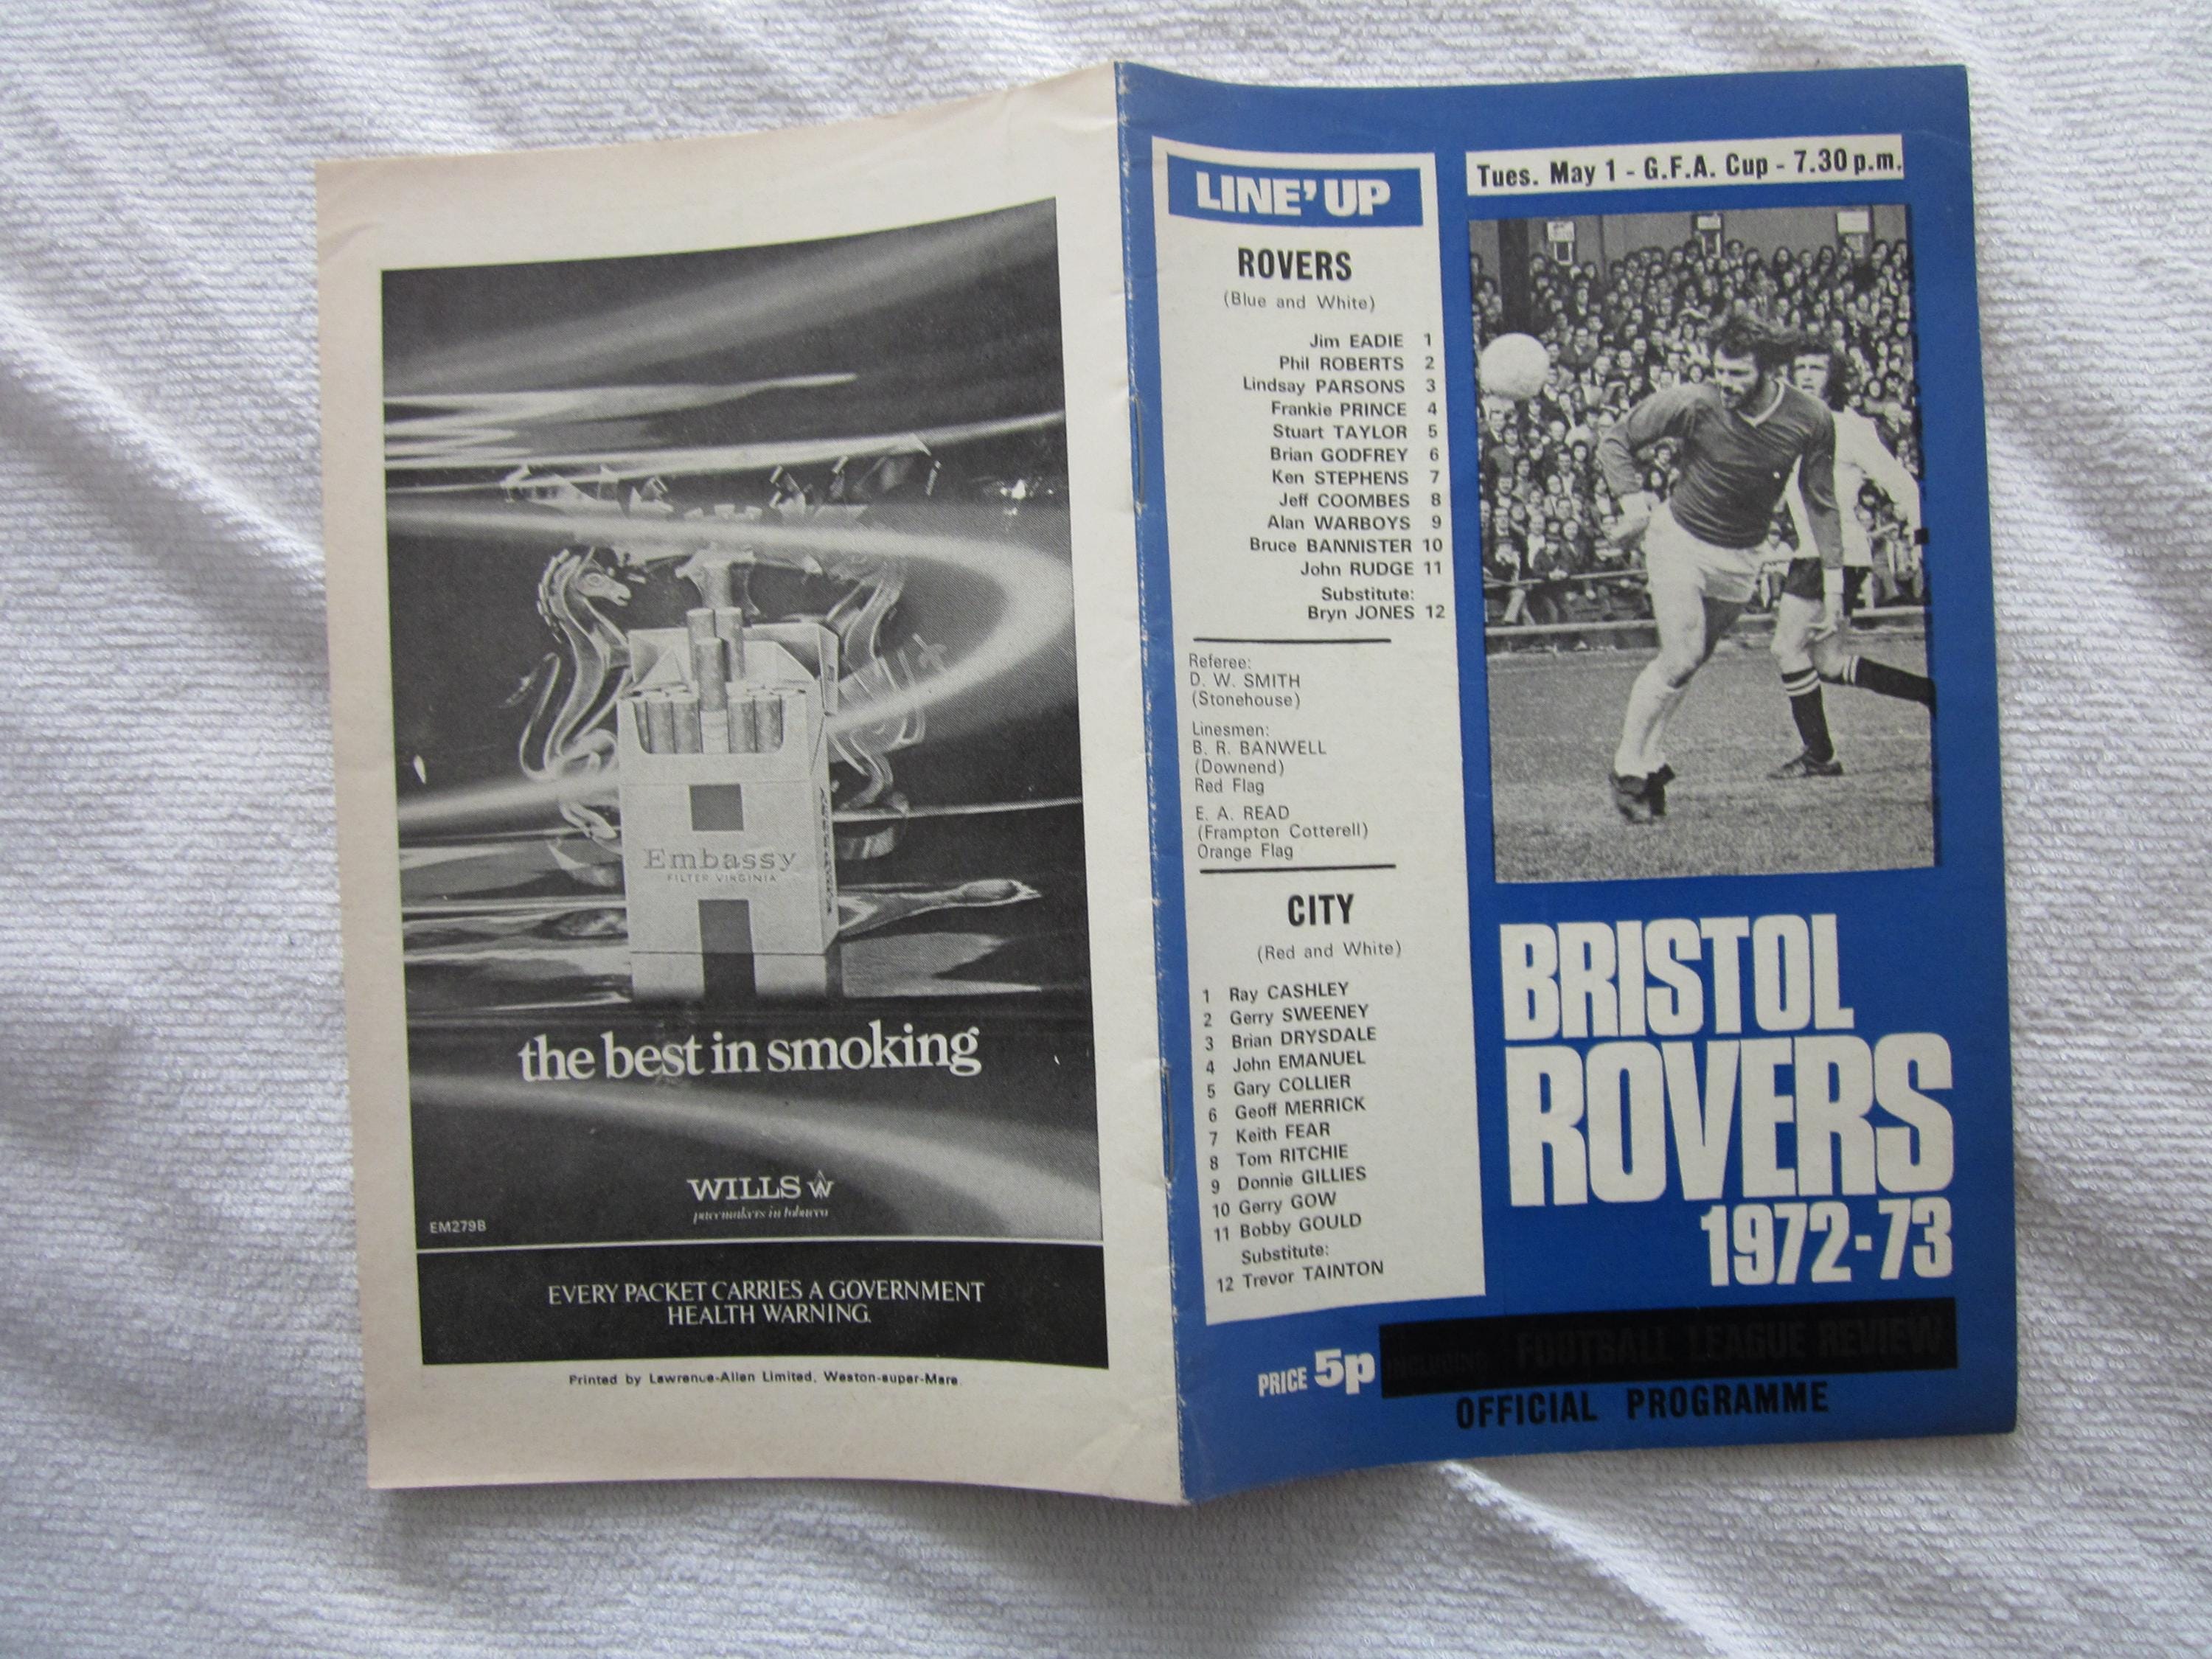 Embassy
FILTER VIRGINIA
the best in smoking
WILLS W
pacemakers in tobacco
EM279B
EVERY PACKET CARRIES A GOVERNMENT
HEALTH WARNING.
Printed by Lawrence-Allen Limited, Weston-super-Mare.
LINE'UP
ROVERS
(Blue and White)
Jim EADIE 1
Phil ROBERTS 2
Lindsay PARSONS 3
Frankie PRINCE 4
Stuart TAYLOR 5
Brian GODFREY 6
Ken STEPHENS 7
Jeff COOMBES 8
Alan WARBOYS 9
Bruce BANNISTER 10
John RUDGE 11
Substitute:
Bryn JONES 12
Referee:
D. W. SMITH
(Stonehouse)
Linesmen:
B. R. BANWELL
(Downend)
Red Flag
E. A. READ
(Frampton Cotterell)
Orange Flag
CITY
(Red and White)
1 Ray CASHLEY
2 Gerry SWEENEY
3 Brian DRYSDALE
4 John EMANUEL
5 Gary COLLIER
6 Geoff MERRICK
7 Keith FEAR
8 Tom RITCHIE
9 Donnie GILLIES
10 Gerry GOW
11 Bobby GOULD
Substitute:
12 Trevor TAINTON
Tues. May 1 - G.F.A. Cup - 7.30 p.m.
BRISTOL
ROVERS
1972-73
PRICE 5p INCLUDING FOOTBALL LEAGUE REVIEW
OFFICIAL PROGRAMME